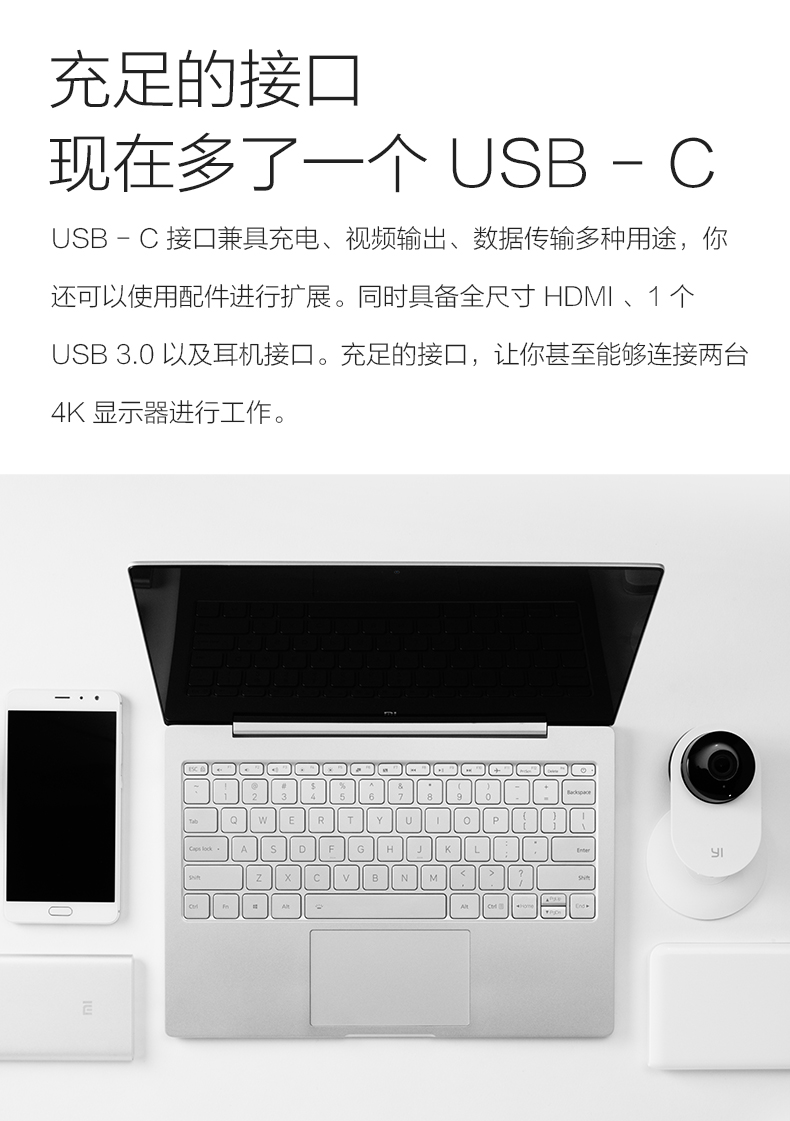 充足的接口
现在多了一个 USB - C
USB - C 接口兼具充电、视频输出、数据传输多种用途，你
还可以使用配件进行扩展。同时具备全尺寸 HDMI 、1 个
USB 3.0 以及耳机接口。充足的接口，让你甚至能够连接两台
4K 显示器进行工作。
ESC
Delete
~ ! @ # $ % ^ & * ( ) _ +
1 2 3 4 5 6 7 8 9 0 - = Backspace
Tab Q W E R T Y U I O P { [ } ] | \
Caps lock A S D F G H J K L : ; " ' Enter
Shift Z X C V B N M < , > . ? / Shift
Ctrl Fn Alt Alt Ctrl Home PgUp PgDn End
YI
mi